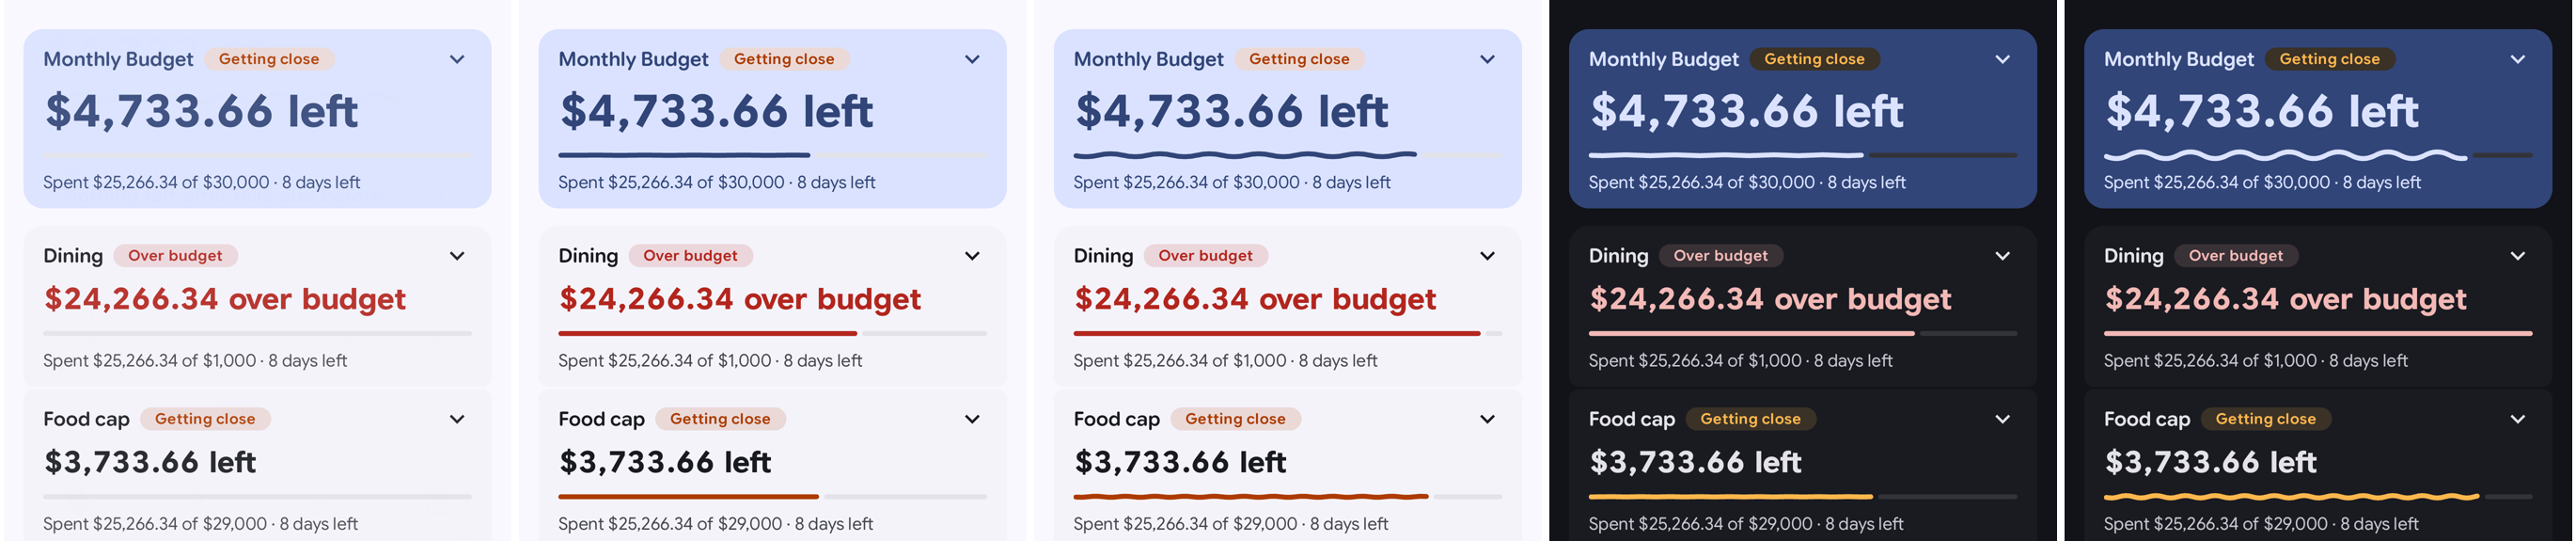 Monthly Budget Getting close
$4,733.66 left
Spent $25,266.34 of $30,000 · 8 days left
Dining Over budget
$24,266.34 over budget
Spent $25,266.34 of $1,000 · 8 days left
Food cap Getting close
$3,733.66 left
Spent $25,266.34 of $29,000 · 8 days left
Monthly Budget Getting close
$4,733.66 left
Spent $25,266.34 of $30,000 · 8 days left
Dining Over budget
$24,266.34 over budget
Spent $25,266.34 of $1,000 · 8 days left
Food cap Getting close
$3,733.66 left
Spent $25,266.34 of $29,000 · 8 days left
Monthly Budget Getting close
$4,733.66 left
Spent $25,266.34 of $30,000 · 8 days left
Dining Over budget
$24,266.34 over budget
Spent $25,266.34 of $1,000 · 8 days left
Food cap Getting close
$3,733.66 left
Spent $25,266.34 of $29,000 · 8 days left
Monthly Budget Getting close
$4,733.66 left
Spent $25,266.34 of $30,000 · 8 days left
Dining Over budget
$24,266.34 over budget
Spent $25,266.34 of $1,000 · 8 days left
Food cap Getting close
$3,733.66 left
Spent $25,266.34 of $29,000 · 8 days left
Monthly Budget Getting close
$4,733.66 left
Spent $25,266.34 of $30,000 · 8 days left
Dining Over budget
$24,266.34 over budget
Spent $25,266.34 of $1,000 · 8 days left
Food cap Getting close
$3,733.66 left
Spent $25,266.34 of $29,000 · 8 days left